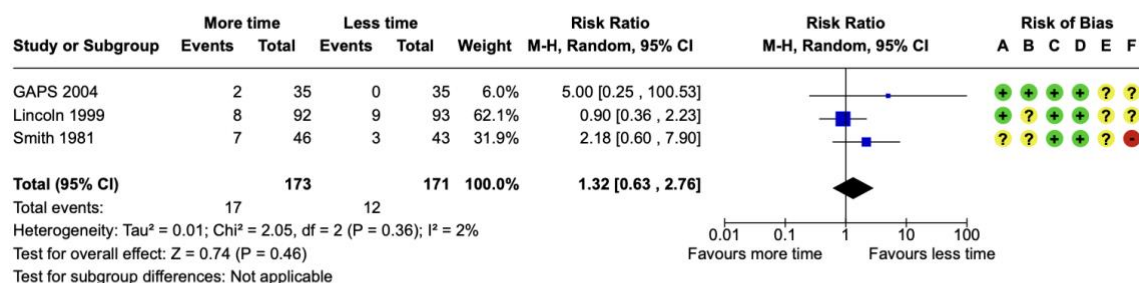 More time Less time Risk Ratio Risk Ratio Risk of Bias
Study or Subgroup Events Total Events Total Weight M-H, Random, 95% CI M-H, Random, 95% CI A B C D E F
GAPS 2004 2 35 0 35 6.0% 5.00 [0.25 , 100.53] + + + + ? ?
Lincoln 1999 8 92 9 93 62.1% 0.90 [0.36 , 2.23] + ? + + ? ?
Smith 1981 7 46 3 43 31.9% 2.18 [0.60 , 7.90] ? ? + + ? -
Total (95% CI) 173 171 100.0% 1.32 [0.63 , 2.76]
Total events: 17 12
Heterogeneity: Tau² = 0.01; Chi² = 2.05, df = 2 (P = 0.36); I² = 2%
0.01 0.1 1 10 100
Test for overall effect: Z = 0.74 (P = 0.46)
Favours more time Favours less time
Test for subgroup differences: Not applicable